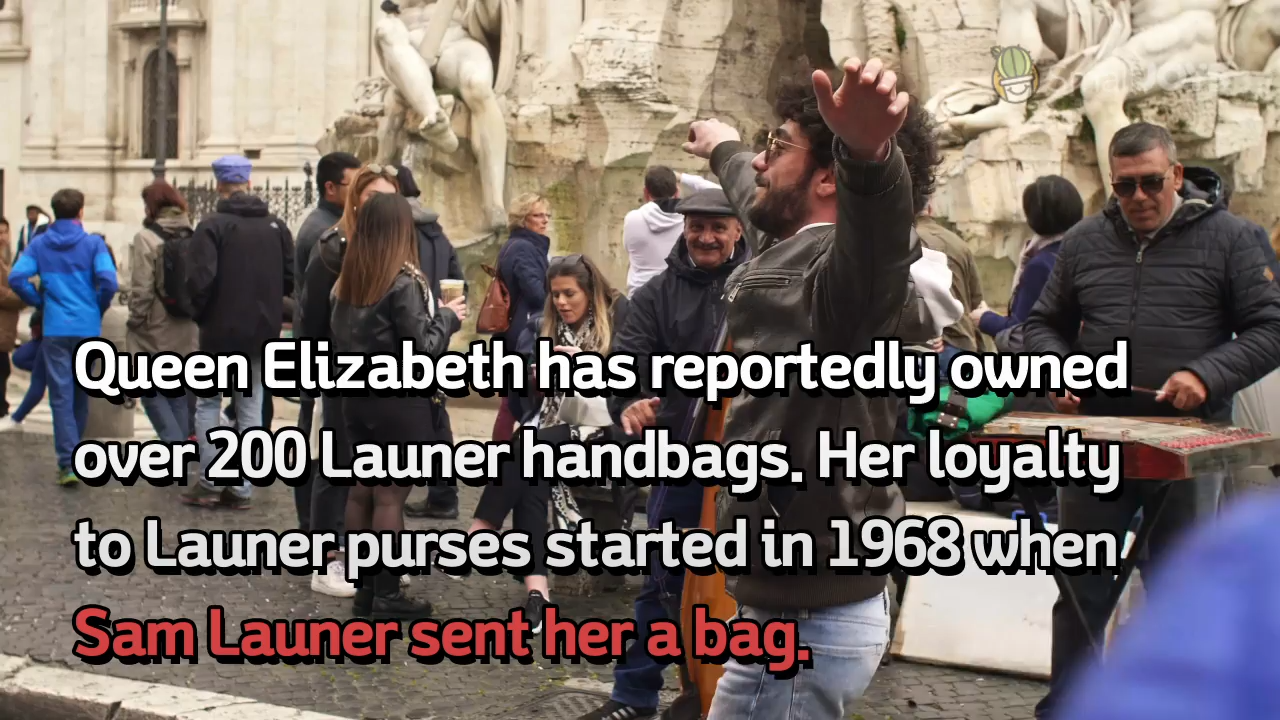 Queen Elizabeth has reportedly owned
over 200 Launer handbags. Her loyalty
to Launer purses started in 1968 when
Sam Launer sent her a bag.